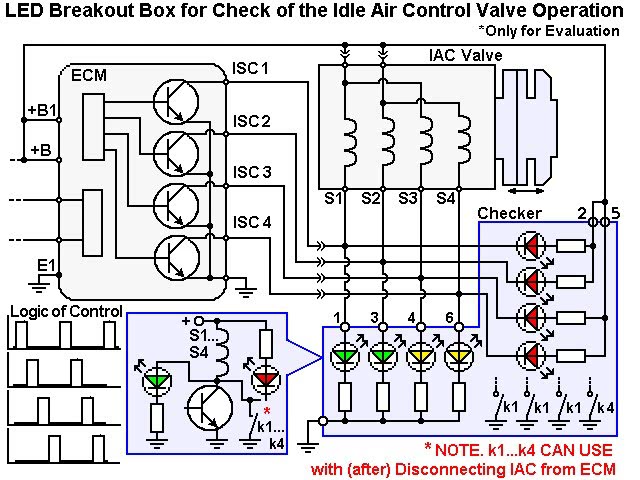 LED Breakout Box for Check of the Idle Air Control Valve Operation
*Only for Evaluation
ECM
ISC 1
IAC Valve
+B1
ISC 2
+B
ISC 3
S1 S2 S3 S4
ISC 4
Checker 2 5
E1
Logic of Control
+
S1...
S4
1 3 4 6
*
k1...
k4
k1 k1 k1 k4
* NOTE. k1...k4 CAN USE
with (after) Disconnecting IAC from ECM